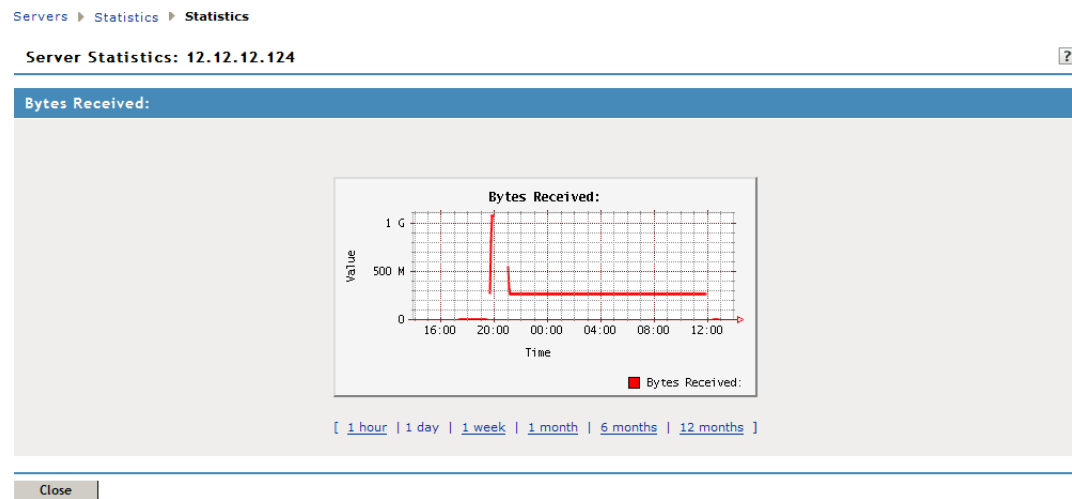 Servers Statistics Statistics
Server Statistics: 12.12.12.124
?
Bytes Received:
Bytes Received:
1 G
500 M
0
Value
16:00 20:00 00:00 04:00 08:00 12:00
Time
Bytes Received:
[ 1 hour | 1 day | 1 week | 1 month | 6 months | 12 months ]
Close